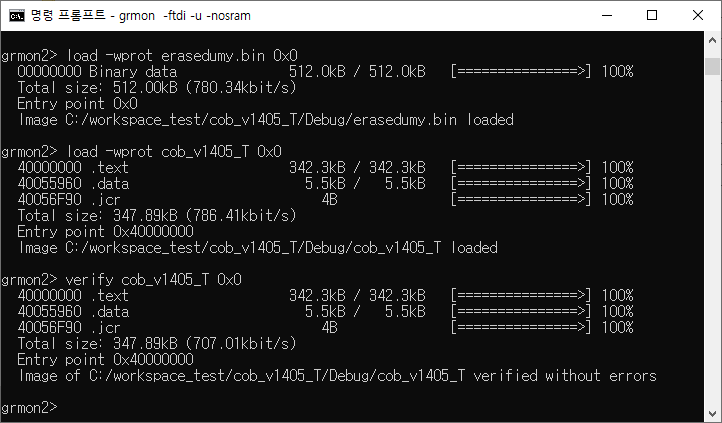 명령 프롬프트 - grmon  -ftdi -u -nosram
grmon2> load -wprot erasedumy.bin 0x0
  00000000 Binary data              512.0kB / 512.0kB   [===============>] 100%
  Total size: 512.00kB (780.34kbit/s)
  Entry point 0x0
  Image C:/workspace_test/cob_v1405_T/Debug/erasedumy.bin loaded
grmon2> load -wprot cob_v1405_T 0x0
  40000000 .text                    342.3kB / 342.3kB   [===============>] 100%
  40055960 .data                      5.5kB /   5.5kB   [===============>] 100%
  40056F90 .jcr                         4B              [===============>] 100%
  Total size: 347.89kB (786.41kbit/s)
  Entry point 0x40000000
  Image C:/workspace_test/cob_v1405_T/Debug/cob_v1405_T loaded
grmon2> verify cob_v1405_T 0x0
  40000000 .text                    342.3kB / 342.3kB   [===============>] 100%
  40055960 .data                      5.5kB /   5.5kB   [===============>] 100%
  40056F90 .jcr                         4B              [===============>] 100%
  Total size: 347.89kB (707.01kbit/s)
  Entry point 0x40000000
  Image of C:/workspace_test/cob_v1405_T/Debug/cob_v1405_T verified without errors
grmon2>